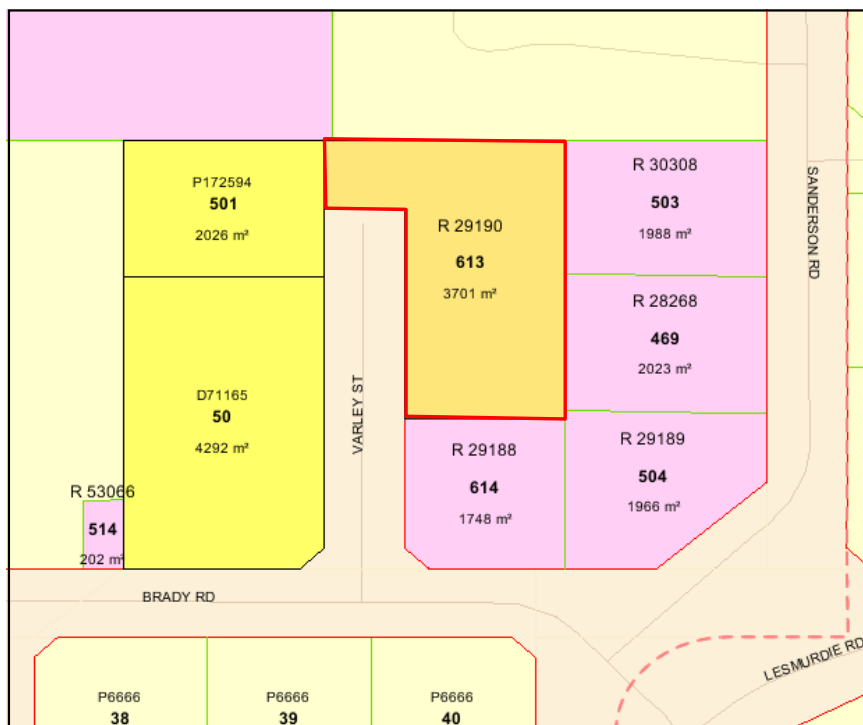 P172594
501
2026 m²
R 29190
613
3701 m²
R 30308
503
1988 m²
SANDERSON RD
R 28268
469
2023 m²
D71165
50
4292 m²
VARLEY ST
R 29188
614
1748 m²
R 29189
504
1966 m²
R 53066
514
202 m²
BRADY RD
LESMURDIE RD
P6666
38
P6666
39
P6666
40